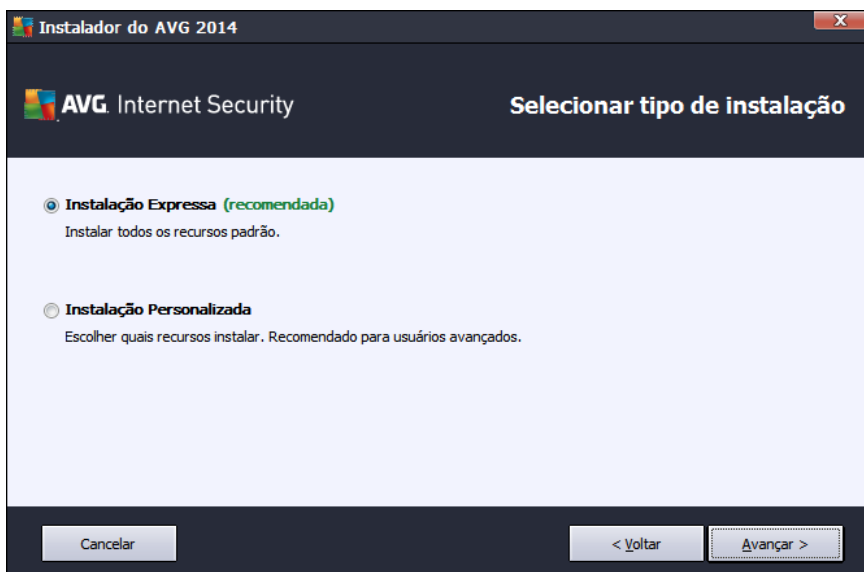 Instalador do AVG 2014
AVG. Internet Security
Selecionar tipo de instalação
Instalação Expressa (recomendada)
Instalar todos os recursos padrão.
Instalação Personalizada
Escolher quais recursos instalar. Recomendado para usuários avançados.
Cancelar
< Voltar
Avançar >